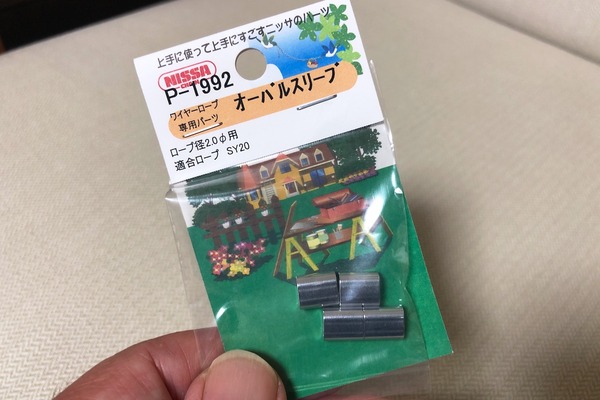 上手に使って上手にすごすニッサのパーツ
NISSA
CHAIN
P-1992
ワイヤーロープ
専用パーツ
オーバルスリーブ
ロープ径2.0φ用
適合ロープ SY20